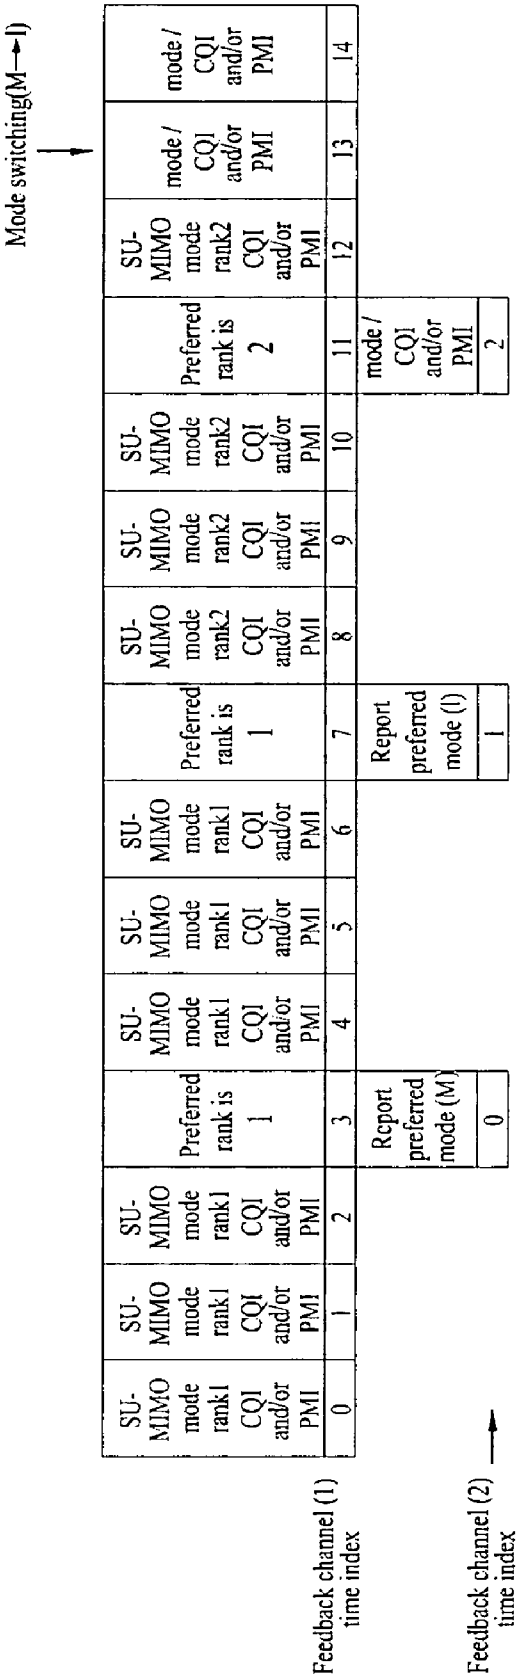 Mode switching(M→I)
SU-
MIMO
mode
rank1
CQI
and/or
PMI
SU-
MIMO
mode
rank1
CQI
and/or
PMI
SU-
MIMO
mode
rank1
CQI
and/or
PMI
Preferred
rank is
1
SU-
MIMO
mode
rank1
CQI
and/or
PMI
SU-
MIMO
mode
rank1
CQI
and/or
PMI
SU-
MIMO
mode
rank1
CQI
and/or
PMI
Preferred
rank is
1
SU-
MIMO
mode
rank2
CQI
and/or
PMI
SU-
MIMO
mode
rank2
CQI
and/or
PMI
SU-
MIMO
mode
rank2
CQI
and/or
PMI
Preferred
rank is
2
SU-
MIMO
mode
rank2
CQI
and/or
PMI
mode /
CQI
and/or
PMI
mode /
CQI
and/or
PMI
Feedback channel (1)
time index
0 1 2 3 4 5 6 7 8 9 10 11 12 13 14
Report
preferred
mode (M)
Report
preferred
mode (I)
mode /
CQI
and/or
PMI
Feedback channel (2)
time index
0 1 2